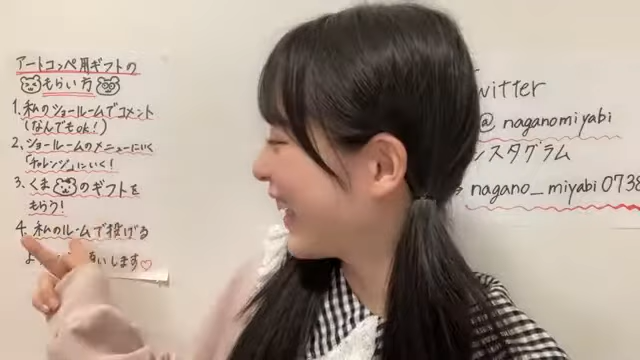 アートコンペ用ギフトの
もらい方
1. 私のショールームでコメント
(なんでもok!)
2. ショールームのメニューにいく
「チャレンジ」にいく!
3. くまのギフトを
もらう!
4. 私のルームで投げる
します♡
witter
@naganomiyabi
スタグラム
nagano_miyabi0738